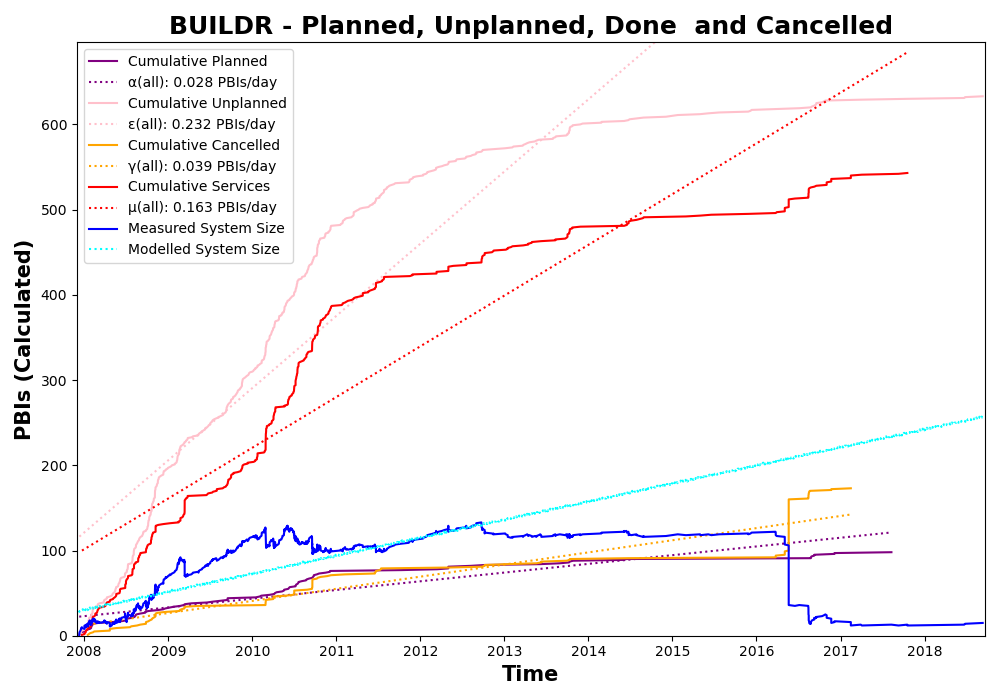 BUILDR - Planned, Unplanned, Done  and Cancelled
Cumulative Planned
α(all): 0.028 PBIs/day
Cumulative Unplanned
ε(all): 0.232 PBIs/day
Cumulative Cancelled
γ(all): 0.039 PBIs/day
Cumulative Services
μ(all): 0.163 PBIs/day
Measured System Size
Modelled System Size
PBIs (Calculated)
600
500
400
300
200
100
0
2008 2009 2010 2011 2012 2013 2014 2015 2016 2017 2018
Time